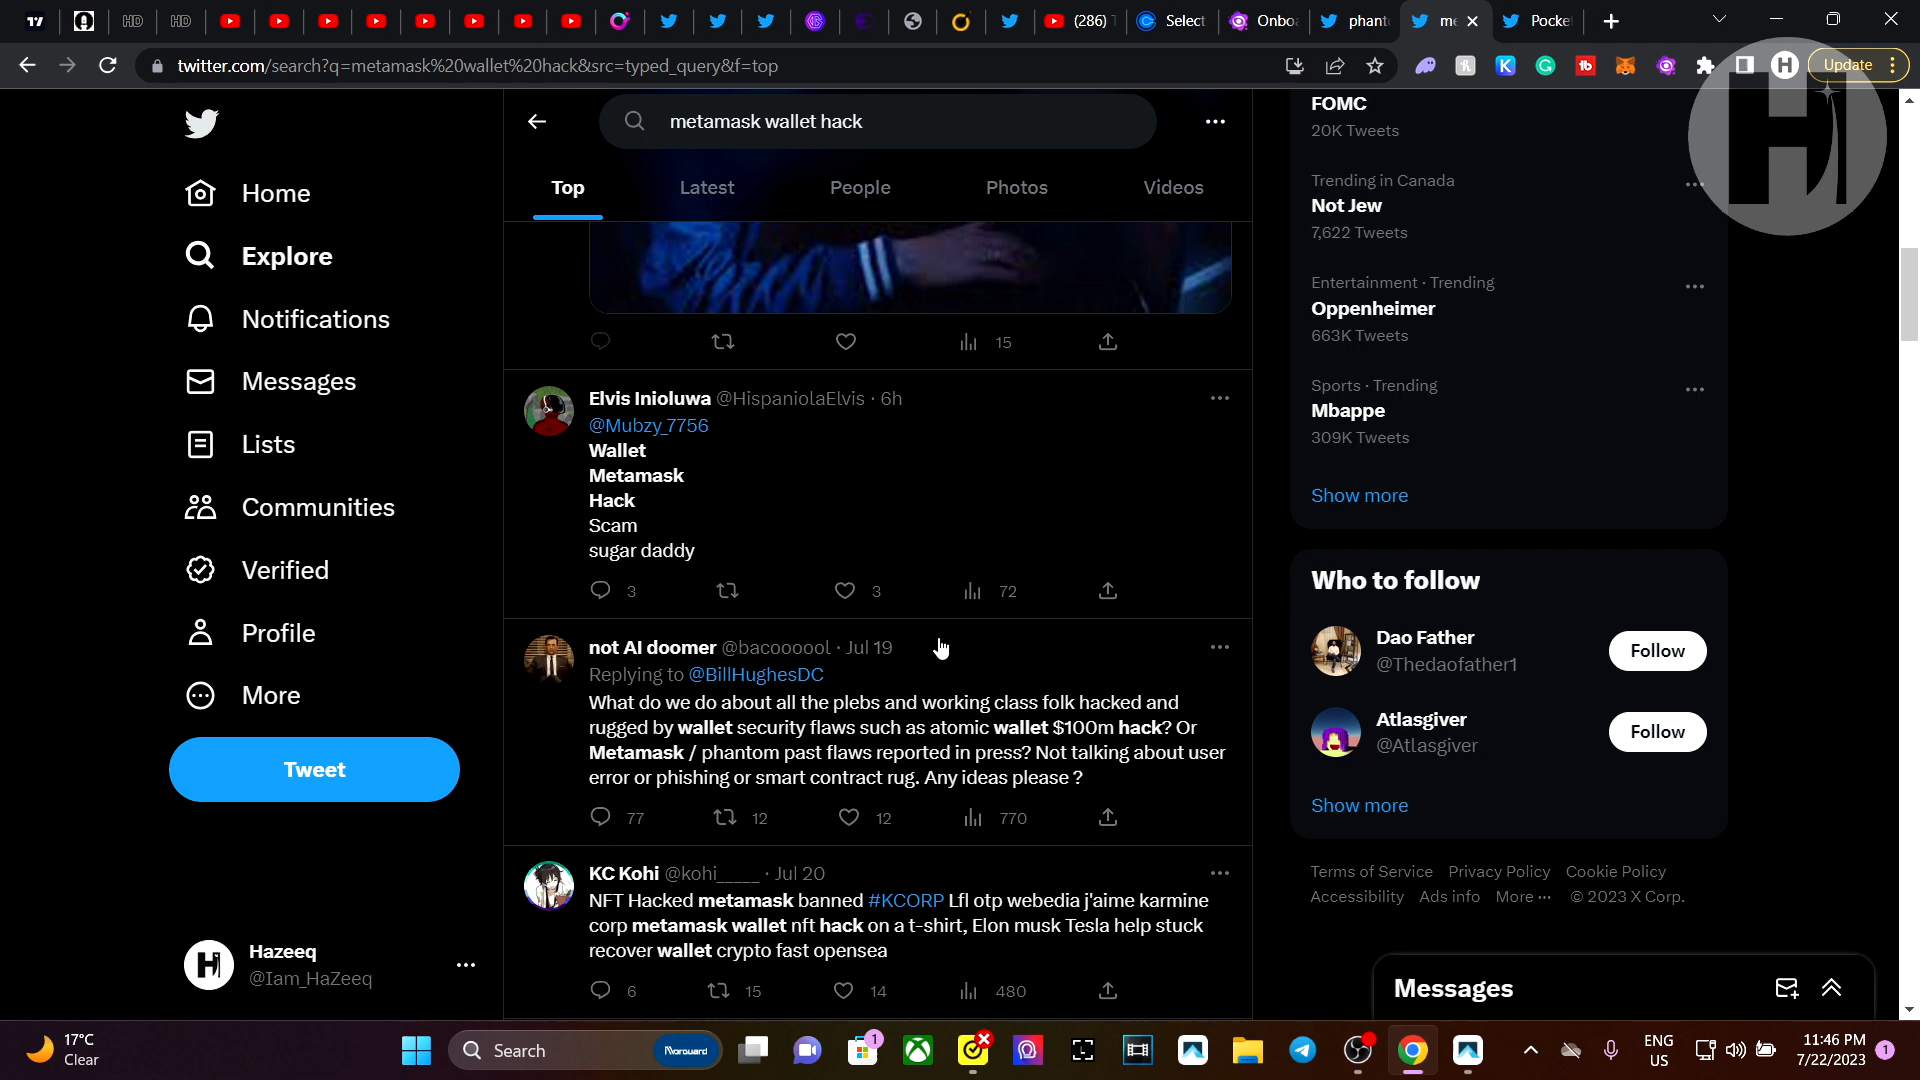 HD
HD
(286)
Select
Onbo
phant
me
Pocke
twitter.com/search?q=metamask%20wallet%20hack&src=typed_query&f=top
Update
H
metamask wallet hack
Top
Latest
People
Photos
Videos
Home
Explore
Notifications
Messages
Lists
Communities
Verified
Profile
More
Tweet
Hazeeq
@Iam_HaZeeq
15
Elvis Inioluwa @HispaniolaElvis · 6h
@Mubzy_7756
Wallet
Metamask
Hack
Scam
sugar daddy
3
3
72
not AI doomer @bacoooool · Jul 19
Replying to @BillHughesDC
What do we do about all the plebs and working class folk hacked and
rugged by wallet security flaws such as atomic wallet $100m hack? Or
Metamask / phantom past flaws reported in press? Not talking about user
error or phishing or smart contract rug. Any ideas please ?
77
12
12
770
KC Kohi @kohi_____ · Jul 20
NFT Hacked metamask banned #KCORP Lfl otp webedia j'aime karmine
corp metamask wallet nft hack on a t-shirt, Elon musk Tesla help stuck
recover wallet crypto fast opensea
6
15
14
480
FOMC
20K Tweets
Trending in Canada
Not Jew
7,622 Tweets
Entertainment · Trending
Oppenheimer
663K Tweets
Sports · Trending
Mbappe
309K Tweets
Show more
Who to follow
Dao Father
@Thedaofather1
Follow
Atlasgiver
@Atlasgiver
Follow
Show more
Terms of Service Privacy Policy Cookie Policy
Accessibility Ads info More ··· © 2023 X Corp.
Messages
17°C
Clear
Search
1
ENG
US
11:46 PM
7/22/2023
1